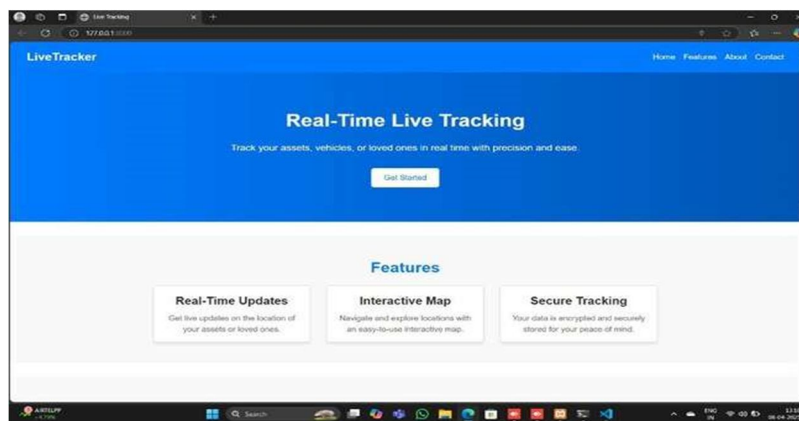 Live Tracking
127.0.0.1:8000
LiveTracker
Home Features About Contact
Real-Time Live Tracking
Track your assets, vehicles, or loved ones in real time with precision and ease.
Get Started
Features
Real-Time Updates
Get live updates on the location of
your assets or loved ones.
Interactive Map
Navigate and explore locations with
an easy-to-use interactive map.
Secure Tracking
Your data is encrypted and securely
stored for your peace of mind.
AIRTELPP
Search
ENG
IN